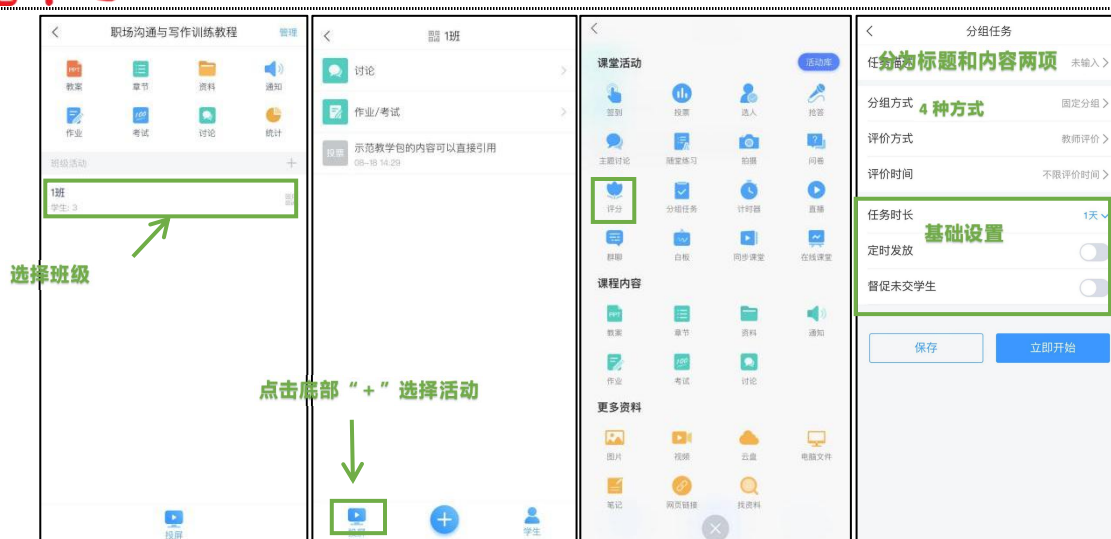 职场沟通与写作训练教程 管理
教案 章节 资料 通知
作业 考试 讨论 统计
班级活动
1班
学生: 3
选择班级
投屏
1班
讨论
作业/考试
投票 示范教学包的内容可以直接引用
08-16 14:29
点击底部“+”选择活动
投屏 学生
课堂活动 活动库
签到 投票 选人 抢答
主题讨论 随堂练习 拍摄 问卷
评分 分组任务 计时器 直播
群聊 白板 同步课堂 在线课堂
课程内容
教案 章节 资料 通知
作业 考试 讨论
更多资料
图片 视频 云盘 电脑文件
笔记 网页链接 找资料
分组任务
任务描述 未输入
分为标题和内容两项
分组方式 固定分组
4 种方式
评价方式 教师评价
评价时间 不限评价时间
任务时长 1天
基础设置
定时发放
督促未交学生
保存 立即开始